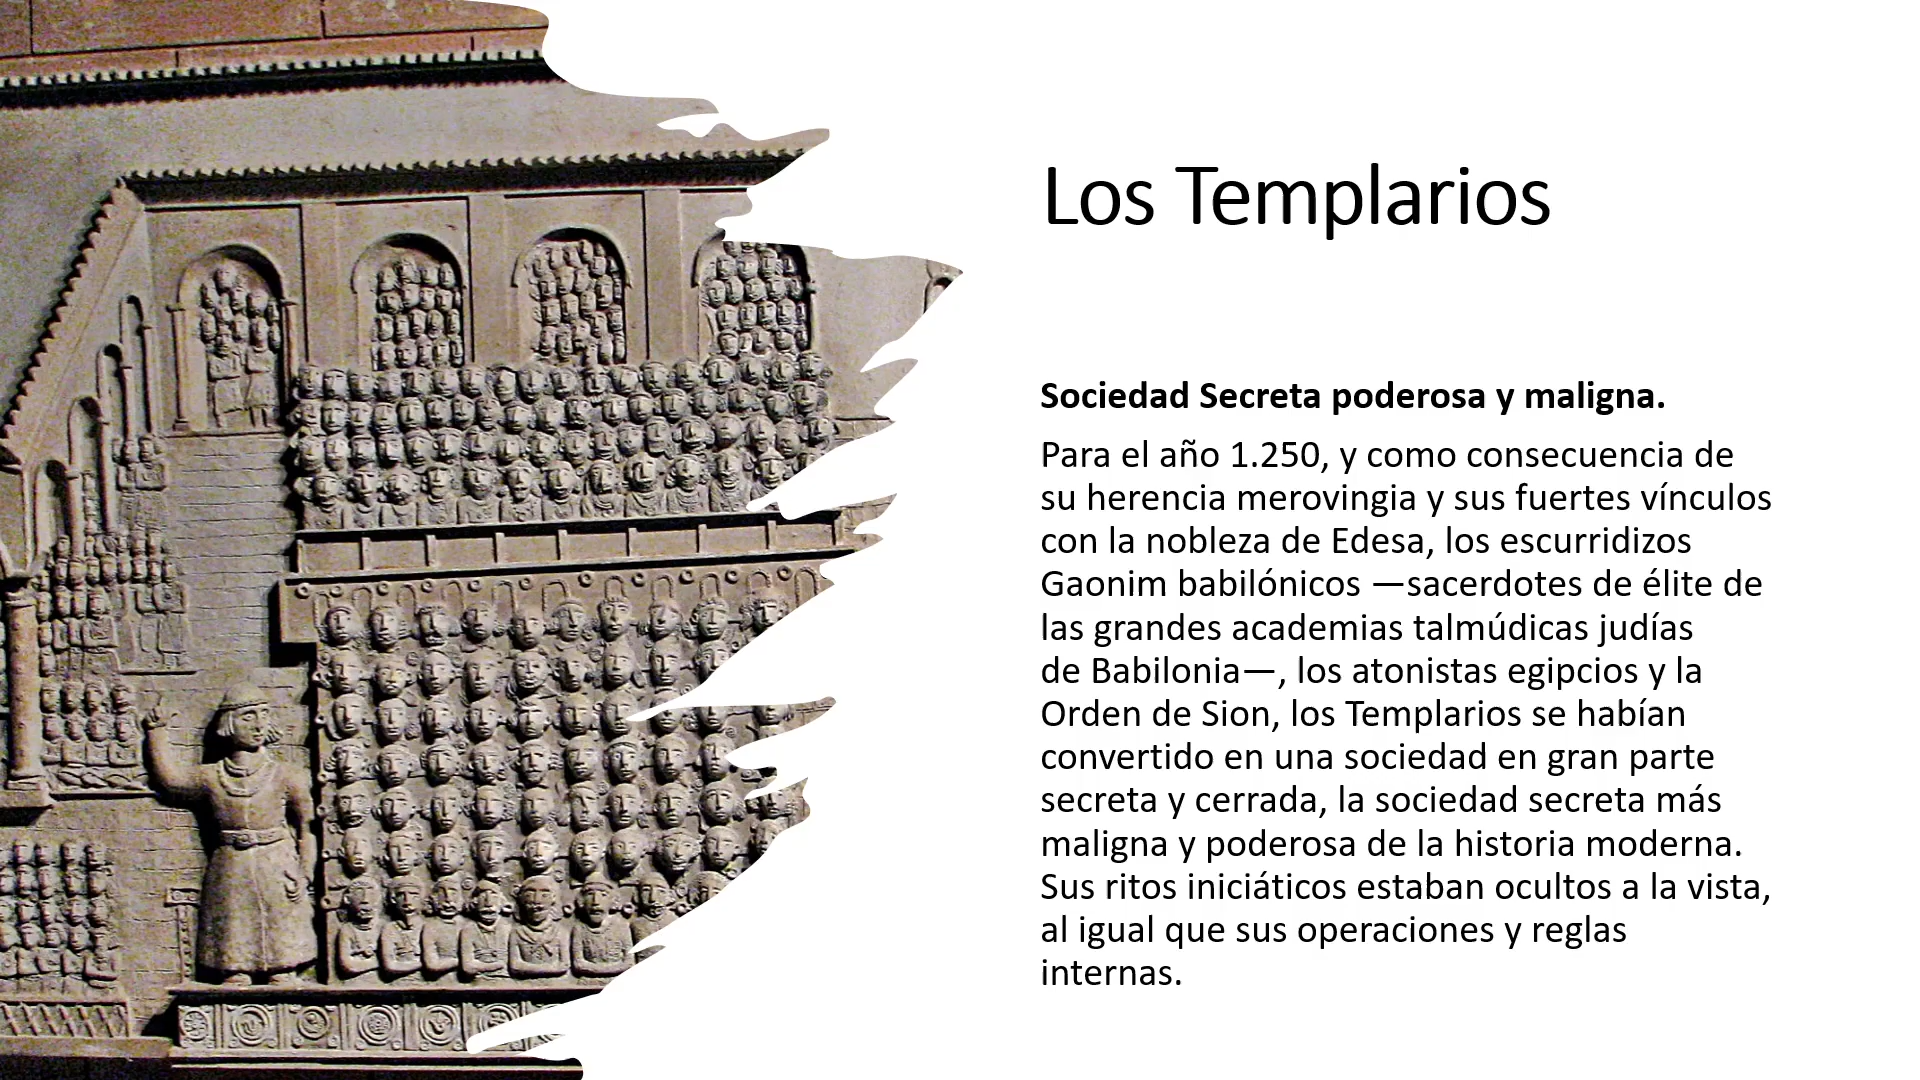 Los Templarios
Sociedad Secreta poderosa y maligna.
Para el año 1.250, y como consecuencia de
su herencia merovingia y sus fuertes vínculos
con la nobleza de Edesa, los escurridizos
Gaonim babilónicos —sacerdotes de élite de
las grandes academias talmúdicas judías
de Babilonia—, los atonistas egipcios y la
Orden de Sion, los Templarios se habían
convertido en una sociedad en gran parte
secreta y cerrada, la sociedad secreta más
maligna y poderosa de la historia moderna.
Sus ritos iniciáticos estaban ocultos a la vista,
al igual que sus operaciones y reglas
internas.